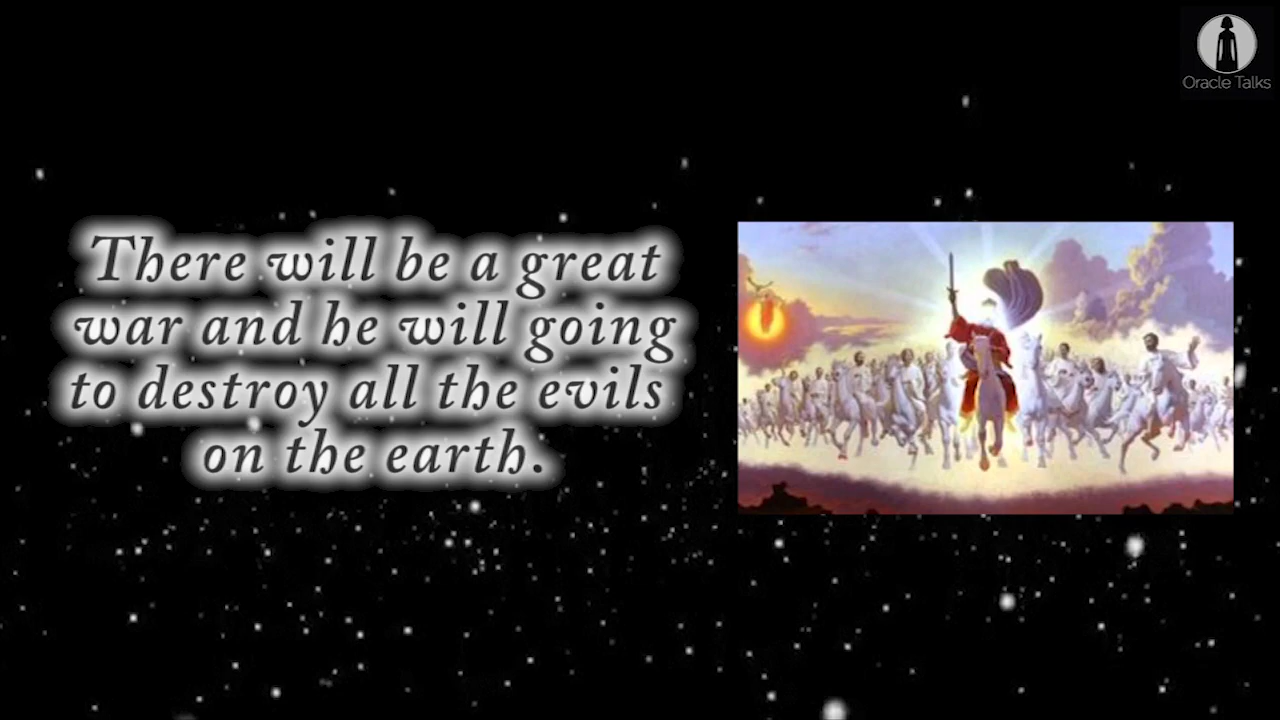 Oracle Talks
There will be a great
war and he will going
to destroy all the evils
on the earth.